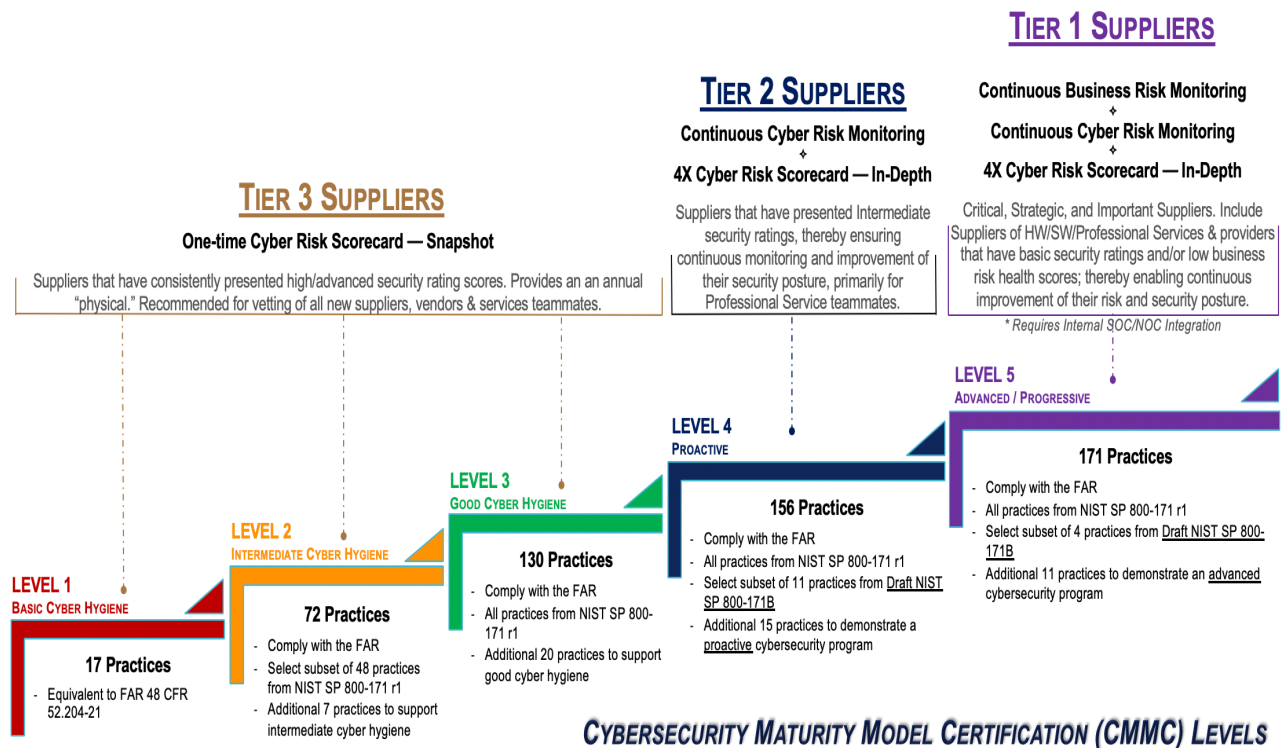 TIER 1 SUPPLIERS
Continuous Business Risk Monitoring
Continuous Cyber Risk Monitoring
4X Cyber Risk Scorecard — In-Depth
Critical, Strategic, and Important Suppliers. Include
Suppliers of HW/SW/Professional Services & providers
that have basic security ratings and/or low business
risk health scores; thereby enabling continuous
improvement of their risk and security posture.
* Requires Internal SOC/NOC Integration
TIER 2 SUPPLIERS
Continuous Cyber Risk Monitoring
4X Cyber Risk Scorecard — In-Depth
Suppliers that have presented Intermediate
security ratings, thereby ensuring
continuous monitoring and improvement of
their security posture, primarily for
Professional Service teammates.
TIER 3 SUPPLIERS
One-time Cyber Risk Scorecard — Snapshot
Suppliers that have consistently presented high/advanced security rating scores. Provides an an annual
“physical.” Recommended for vetting of all new suppliers, vendors & services teammates.
LEVEL 1
BASIC CYBER HYGIENE
17 Practices
- Equivalent to FAR 48 CFR
52.204-21
LEVEL 2
INTERMEDIATE CYBER HYGIENE
72 Practices
- Comply with the FAR
- Select subset of 48 practices
from NIST SP 800-171 r1
- Additional 7 practices to support
intermediate cyber hygiene
LEVEL 3
GOOD CYBER HYGIENE
130 Practices
- Comply with the FAR
- All practices from NIST SP 800-
171 r1
- Additional 20 practices to support
good cyber hygiene
LEVEL 4
PROACTIVE
156 Practices
- Comply with the FAR
- All practices from NIST SP 800-171 r1
- Select subset of 11 practices from Draft NIST
SP 800-171B
- Additional 15 practices to demonstrate a
proactive cybersecurity program
LEVEL 5
ADVANCED / PROGRESSIVE
171 Practices
- Comply with the FAR
- All practices from NIST SP 800-171 r1
- Select subset of 4 practices from Draft NIST SP 800-
171B
- Additional 11 practices to demonstrate an advanced
cybersecurity program
CYBERSECURITY MATURITY MODEL CERTIFICATION (CMMC) LEVELS